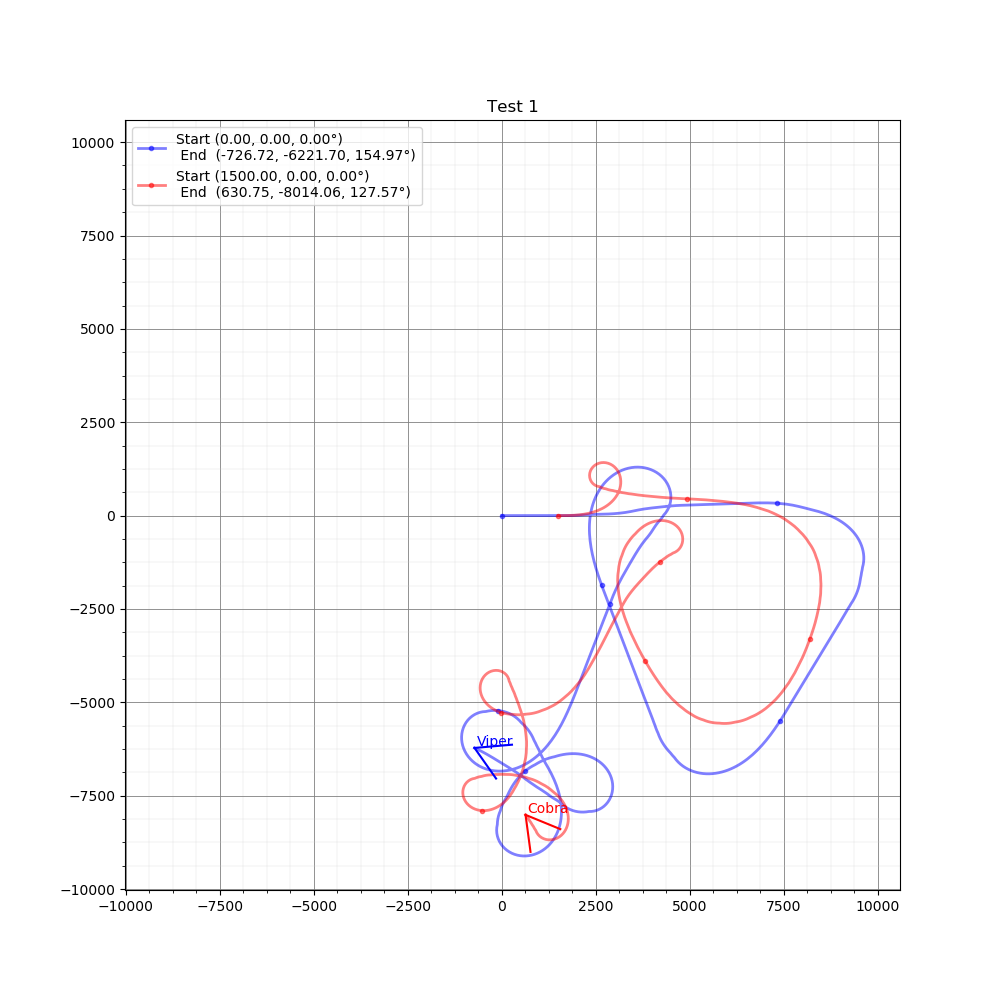 Test 1
Start (0.00, 0.00, 0.00°)
End  (-726.72, -6221.70, 154.97°)
Start (1500.00, 0.00, 0.00°)
End  (630.75, -8014.06, 127.57°)
10000
7500
5000
2500
0
−2500
−5000
−7500
−10000
Viper
Cobra
−10000 −7500 −5000 −2500 0 2500 5000 7500 10000